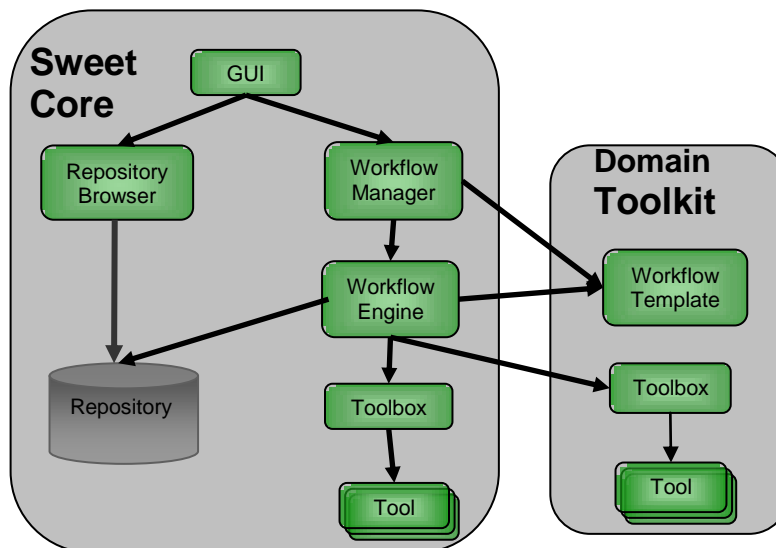 Sweet
Core
GUI
Repository
Browser
Workflow
Manager
Workflow
Engine
Repository
Toolbox
Tool
Domain
Toolkit
Workflow
Template
Toolbox
Tool